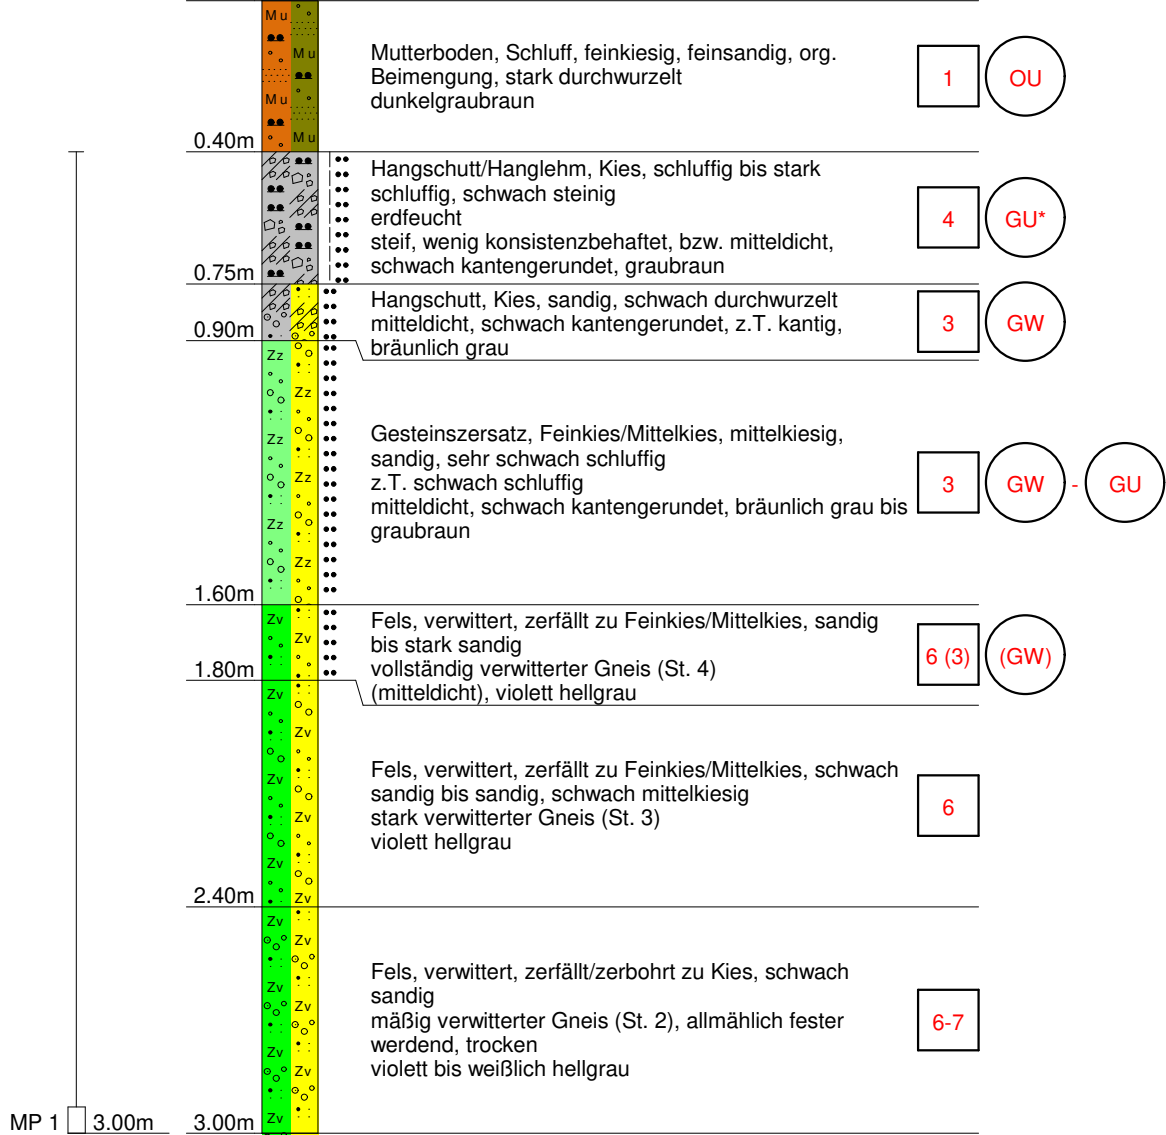 Mu
Mu
Mu
Mu
Mutterboden, Schluff, feinkiesig, feinsandig, org.
Beimengung, stark durchwurzelt
dunkelgraubraun
1
OU
0.40m
Hangschutt/Hanglehm, Kies, schluffig bis stark
schluffig, schwach steinig
erdfeucht
steif, wenig konsistenzbehaftet, bzw. mitteldicht,
schwach kantengerundet, graubraun
4
GU*
0.75m
Hangschutt, Kies, sandig, schwach durchwurzelt
mitteldicht, schwach kantengerundet, z.T. kantig,
bräunlich grau
3
GW
0.90m
Zz
Zz
Zz
Zz
Zz
Zz
Gesteinszersatz, Feinkies/Mittelkies, mittelkiesig,
sandig, sehr schwach schluffig
z.T. schwach schluffig
mitteldicht, schwach kantengerundet, bräunlich grau bis
graubraun
3
GW - GU
1.60m
Zv
Zv
Fels, verwittert, zerfällt zu Feinkies/Mittelkies, sandig
bis stark sandig
vollständig verwitterter Gneis (St. 4)
(mitteldicht), violett hellgrau
6 (3)
(GW)
1.80m
Zv
Zv
Zv
Zv
Zv
Zv
Fels, verwittert, zerfällt zu Feinkies/Mittelkies, schwach
sandig bis sandig, schwach mittelkiesig
stark verwitterter Gneis (St. 3)
violett hellgrau
6
2.40m
Zv
Zv
Zv
Zv
Zv
Zv
Zv
Fels, verwittert, zerfällt/zerbohrt zu Kies, schwach
sandig
mäßig verwitterter Gneis (St. 2), allmählich fester
werdend, trocken
violett bis weißlich hellgrau
6-7
MP 1 3.00m
3.00m